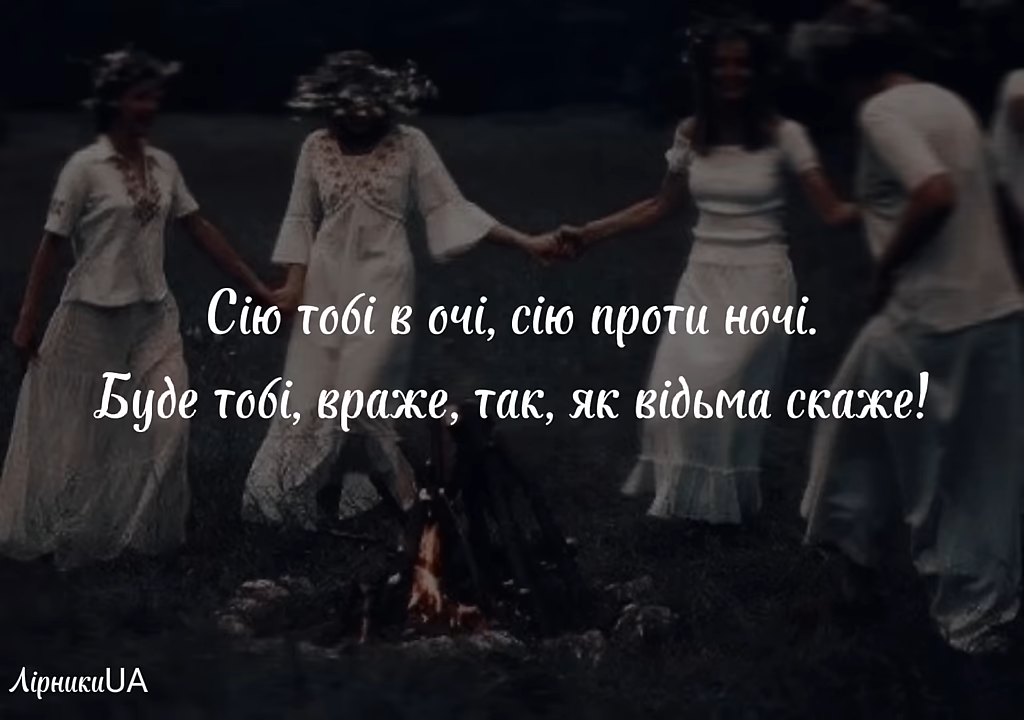 Сію тобі в очі, сію проти ночі.
Буде тобі, враже, так, як відьма скаже!
ЛірникиUA